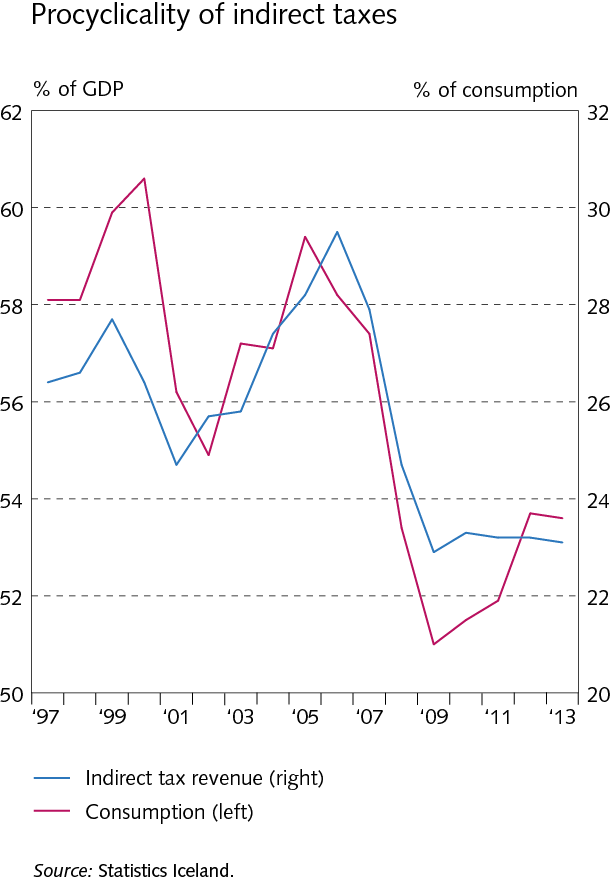 Procyclicality of indirect taxes
% of GDP % of consumption
62 32
60 30
58 28
56 26
54 24
52 22
50 20
‘97 ‘99 ‘01 ‘03 ‘05 ‘07 ‘09 ‘11 ‘13
Indirect tax revenue (right)
Consumption (left)
Source: Statistics Iceland.